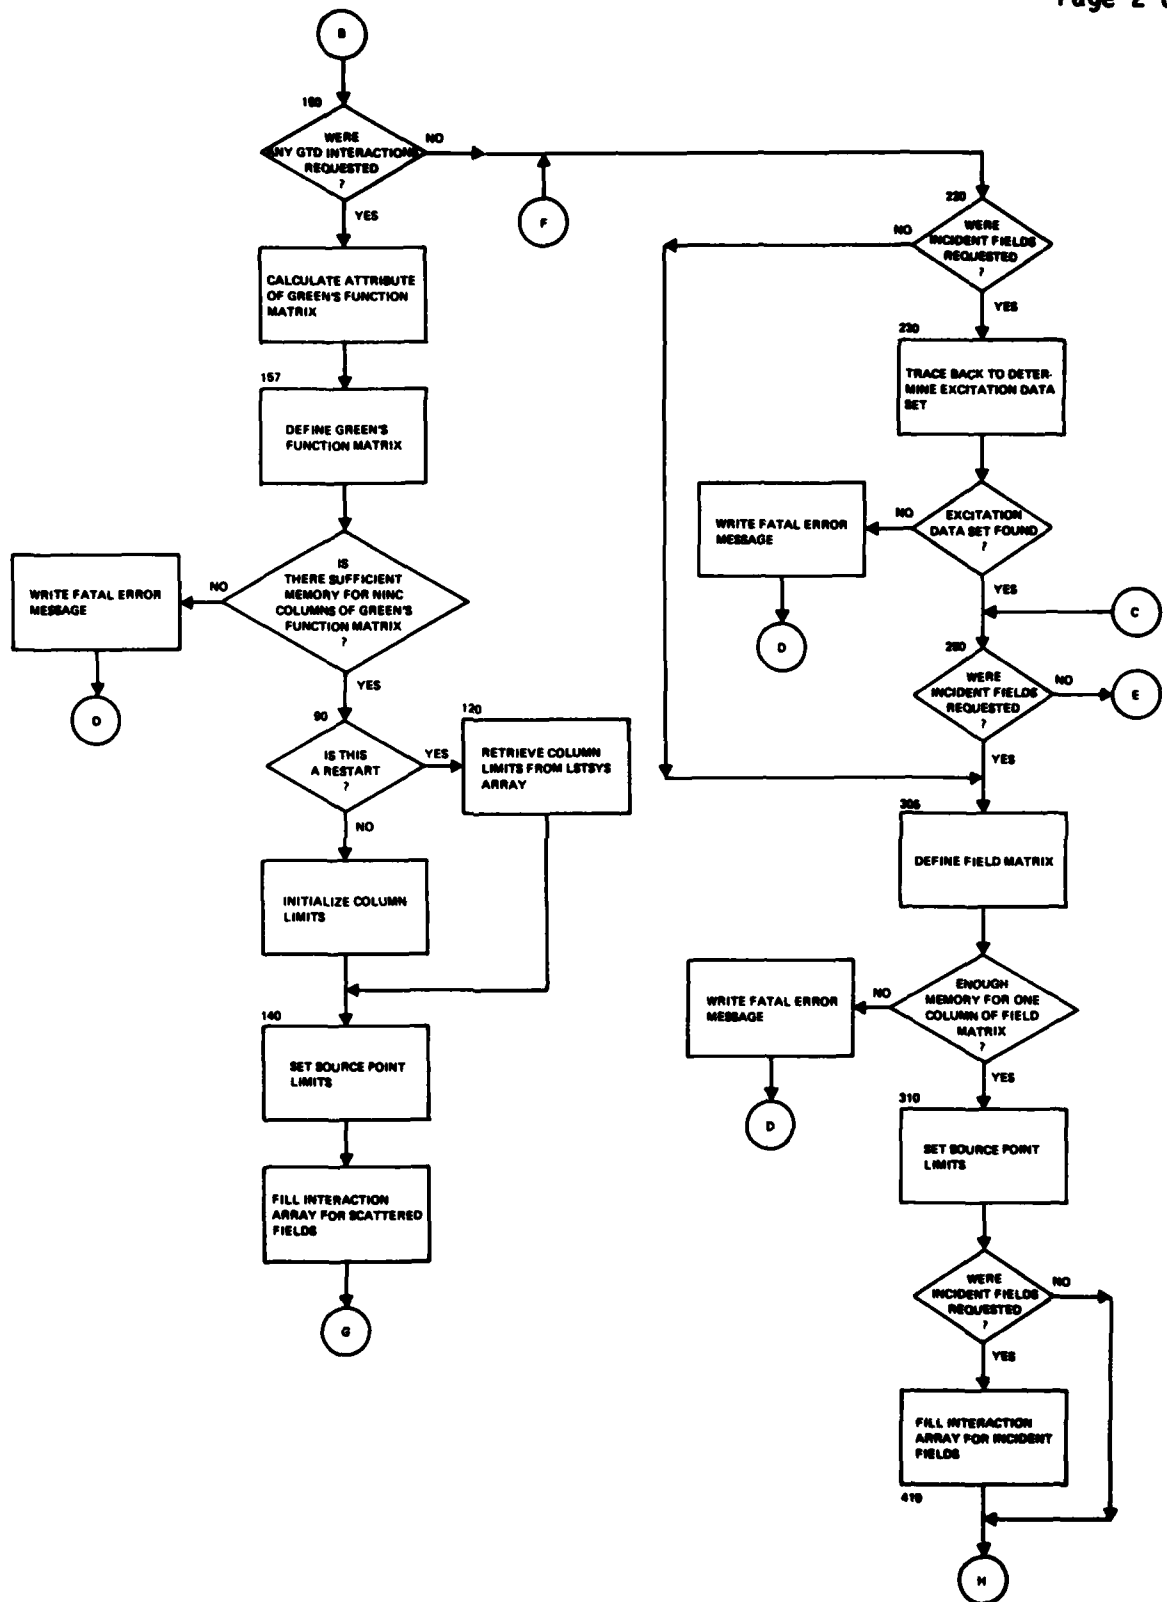 Page 2
B
WERE
ANY GTD INTERACTIONS
REQUESTED
?
NO
YES
F
CALCULATE ATTRIBUTE
OF GREEN'S FUNCTION
MATRIX
157
DEFINE GREEN'S
FUNCTION MATRIX
IS
THERE SUFFICIENT
MEMORY FOR NINC
COLUMNS OF GREEN'S
FUNCTION MATRIX
?
NO
WRITE FATAL ERROR
MESSAGE
D
YES
90
IS THIS
A RESTART
?
YES
120
RETRIEVE COLUMN
LIMITS FROM LSTSYS
ARRAY
NO
INITIALIZE COLUMN
LIMITS
140
SET SOURCE POINT
LIMITS
FILL INTERACTION
ARRAY FOR SCATTERED
FIELDS
G
220
WERE
INCIDENT FIELDS
REQUESTED
?
NO
YES
230
TRACE BACK TO DETER-
MINE EXCITATION DATA
SET
EXCITATION
DATA SET FOUND
?
NO
WRITE FATAL ERROR
MESSAGE
D
YES
C
WERE
INCIDENT FIELDS
REQUESTED
?
NO
E
YES
DEFINE FIELD MATRIX
ENOUGH
MEMORY FOR ONE
COLUMN OF FIELD
MATRIX
?
NO
WRITE FATAL ERROR
MESSAGE
D
YES
310
SET SOURCE POINT
LIMITS
WERE
INCIDENT FIELDS
REQUESTED
?
NO
YES
FILL INTERACTION
ARRAY FOR INCIDENT
FIELDS
H